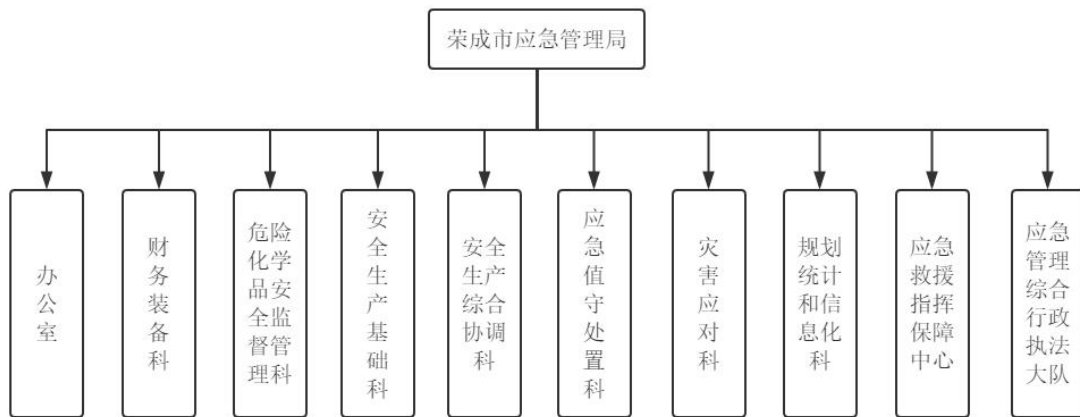 荣成市应急管理局
办公室
财务装备科
危险
化学
品安
全监
督管
理科
安全生产基础科
安全
生产
综合
协调
科
应急值守处置科
灾害应对科
规划
统计
和信
息化
科
应急
救援
指挥
保障
中心
应急
管理
综合
行政
执法
大队